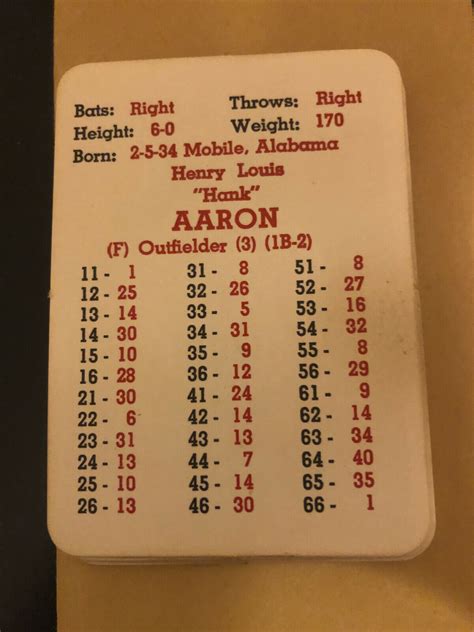 Bats: Right Throws: Right
Height: 6-0 Weight: 170
Born: 2-5-34 Mobile, Alabama
Henry Louis
"Hank"
AARON
(F) Outfielder (3) (1B-2)
11 - 1 31 - 8 51 - 8
12 - 25 32 - 26 52 - 27
13 - 14 33 - 5 53 - 16
14 - 30 34 - 31 54 - 32
15 - 10 35 - 9 55 - 8
16 - 28 36 - 12 56 - 29
21 - 30 41 - 24 61 - 9
22 - 6 42 - 14 62 - 14
23 - 31 43 - 14 63 - 34
24 - 13 44 - 7 64 - 40
25 - 10 45 - 14 65 - 35
26 - 13 46 - 30 66 - 1